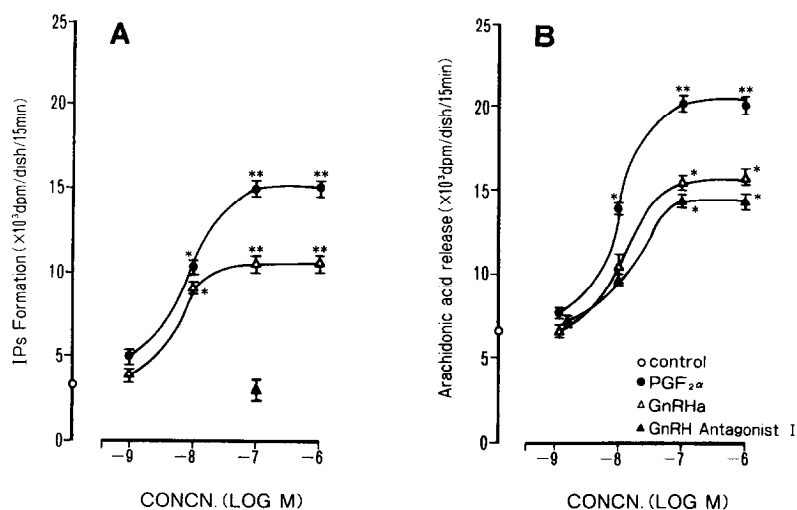 A
IPs Formation(×10³dpm/dish/15min)
25
20
15
10
5
0
** **
*
** **
*
−9 −8 −7 −6
CONCN.(LOG M)
B
Arachidonic acid release(×10³dpm/dish/15min)
25
20
15
10
5
0
** **
*
* *
* *
control
PGF₂α
GnRHa
GnRH Antagonist I
−9 −8 −7 −6
CONCN.(LOG M)